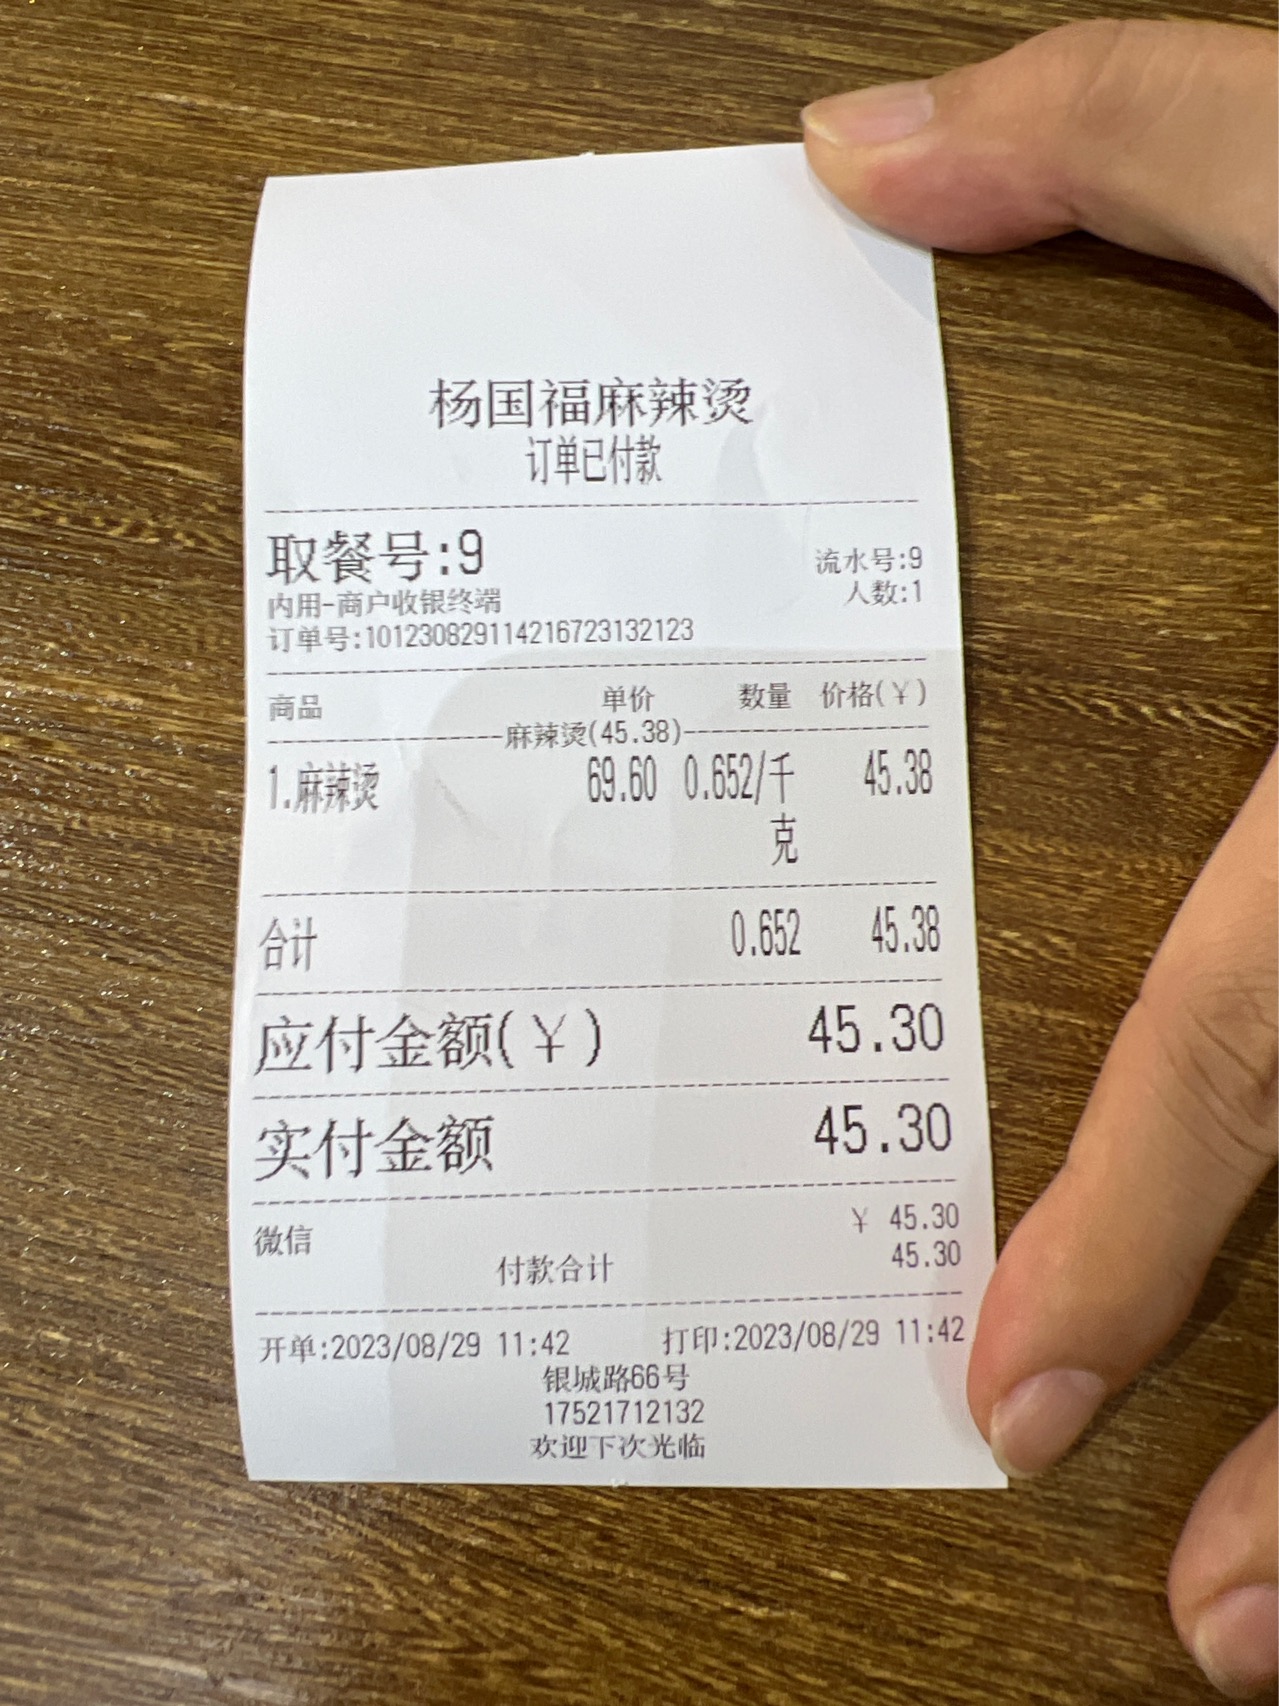 杨国福麻辣烫
订单已付款
取餐号:9
流水号:9
内用-商户收银终端
人数:1
订单号:10123082911421672313​2123
商品 单价 数量 价格(￥)
麻辣烫(45.38)
1.麻辣烫 69.60 0.652/千克 45.38
合计 0.652 45.38
应付金额(￥) 45.30
实付金额 45.30
微信 ￥ 45.30
付款合计 45.30
开单:2023/08/29 11:42 打印:2023/08/29 11:42
银城路66号
17521712132
欢迎下次光临